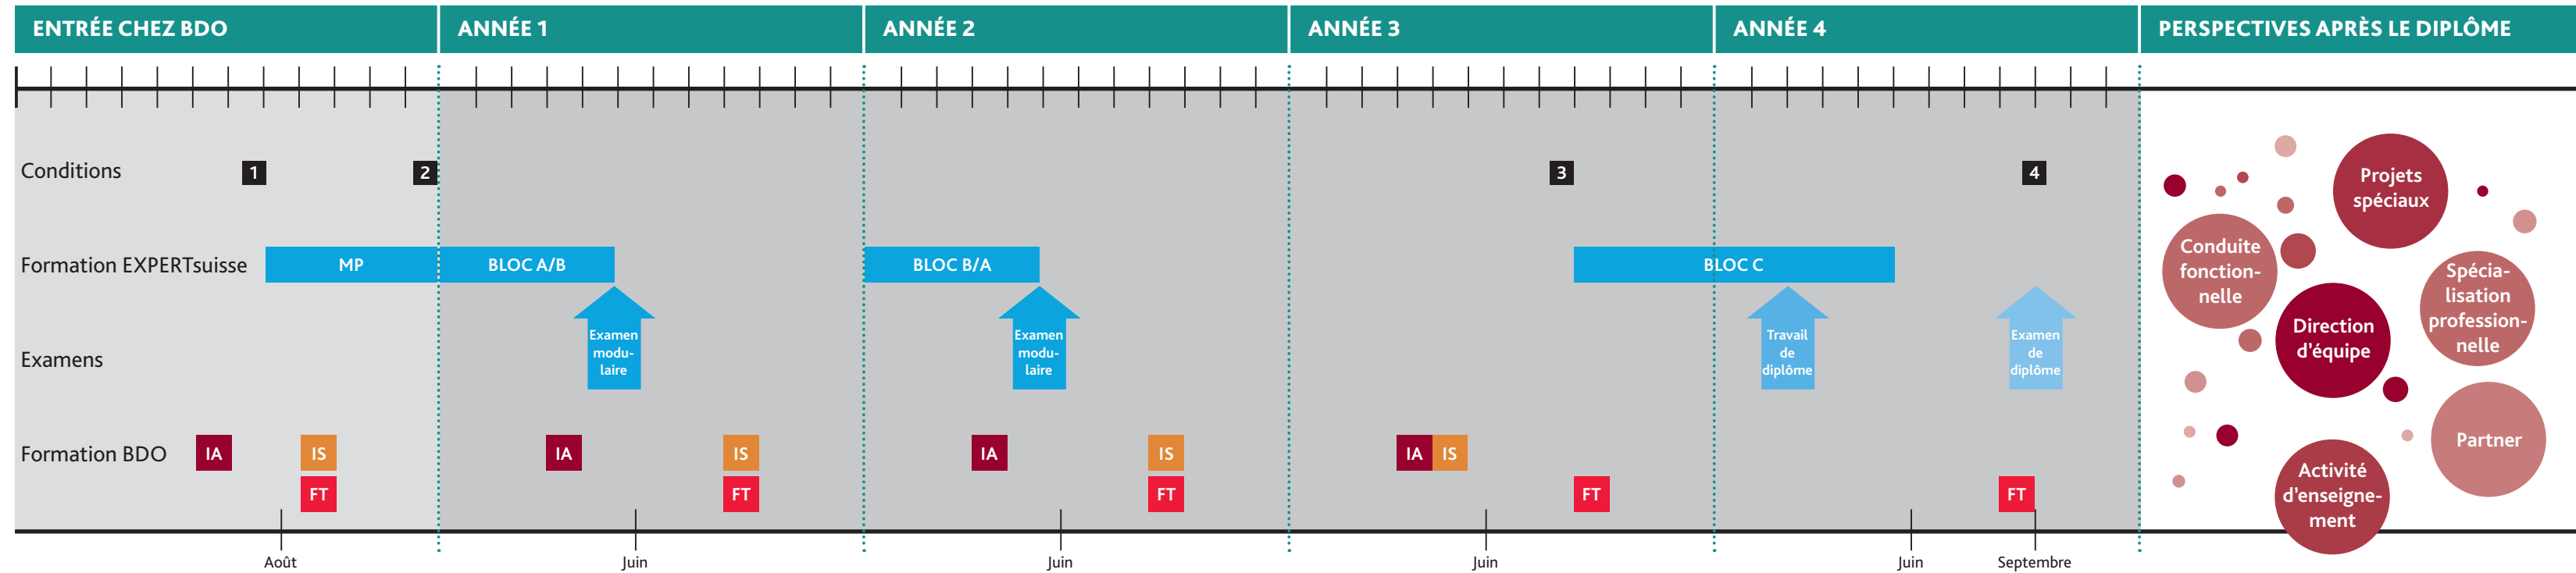 ENTRÉE CHEZ BDO
ANNÉE 1
ANNÉE 2
ANNÉE 3
ANNÉE 4
PERSPECTIVES APRÈS LE DIPLÔME
Conditions
1
2
3
4
Formation EXPERTsuisse
MP
BLOC A/B
BLOC B/A
BLOC C
Examens
Examen
modu-
laire
Examen
modu-
laire
Travail
de
diplôme
Examen
de
diplôme
Formation BDO
IA
IS
IA
IS
IA
IS
IA
IS
FT
FT
FT
FT
FT
Août
Juin
Juin
Juin
Juin
Septembre
Projets
spéciaux
Conduite
fonction-
nelle
Spécia-
lisation
profession-
nelle
Direction
d'équipe
Partner
Activité
d'enseigne-
ment